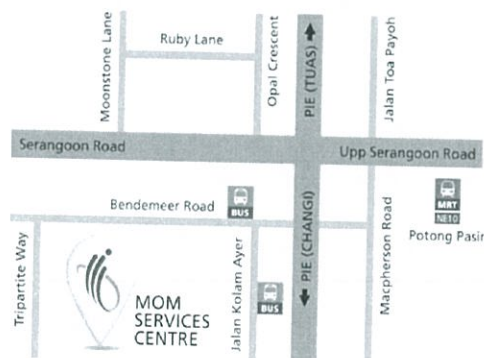 Moonstone Lane
Ruby Lane
Opal Crescent
PIE (TUAS)
Jalan Toa Payoh
Serangoon Road
Upp Serangoon Road
Bendemeer Road
BUS
MRT
NE10
Potong Pasir
Tripartite Way
MOM
SERVICES
CENTRE
Jalan Kolam Ayer
BUS
PIE (CHANGI)
Macpherson Road